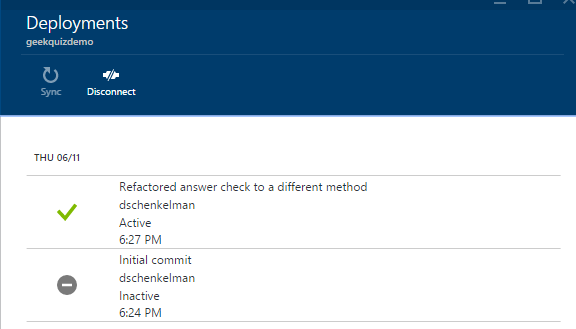 Deployments
geekquizdemo
Sync
Disconnect
THU 06/11
Refactored answer check to a different method
dschenkelman
Active
6:27 PM
Initial commit
dschenkelman
Inactive
6:24 PM